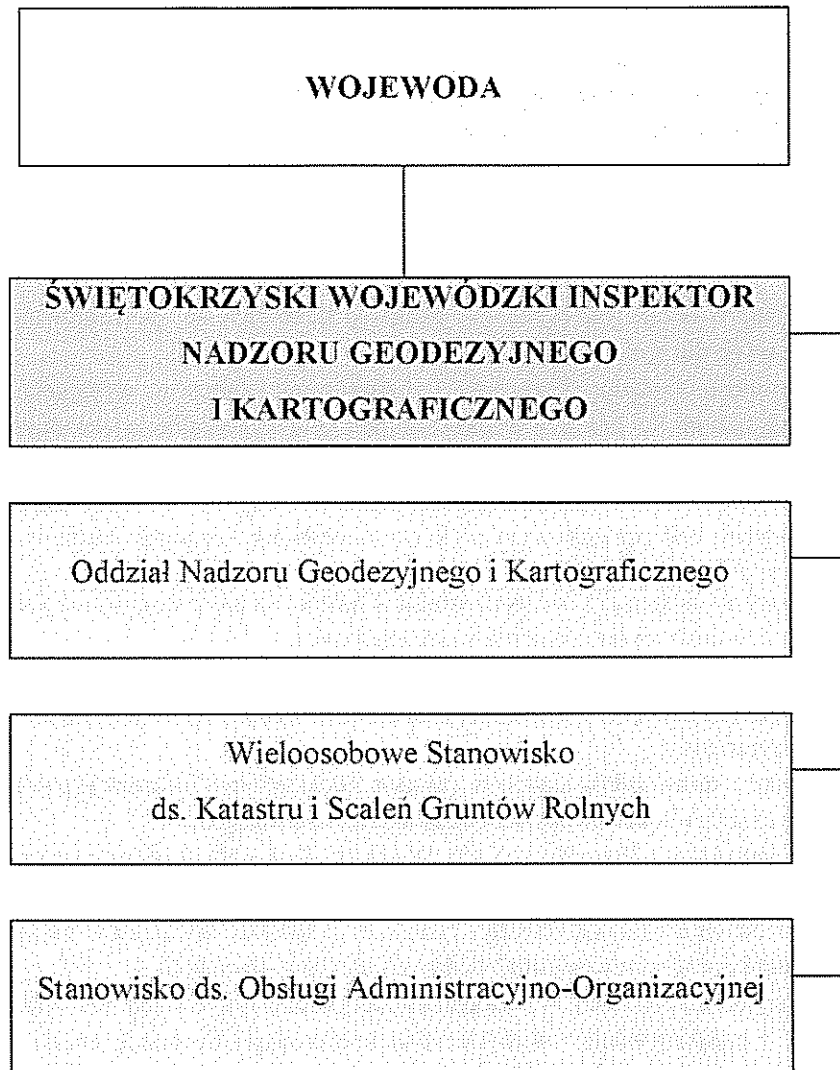 WOJEWODA
ŚWIĘTOKRZYSKI WOJEWÓDZKI INSPEKTOR
NADZORU GEODEZYJNEGO
I KARTOGRAFICZNEGO
Oddział Nadzoru Geodezyjnego i Kartograficznego
Wieloosobowe Stanowisko
ds. Katastru i Scaleń Gruntów Rolnych
Stanowisko ds. Obsługi Administracyjno-Organizacyjnej